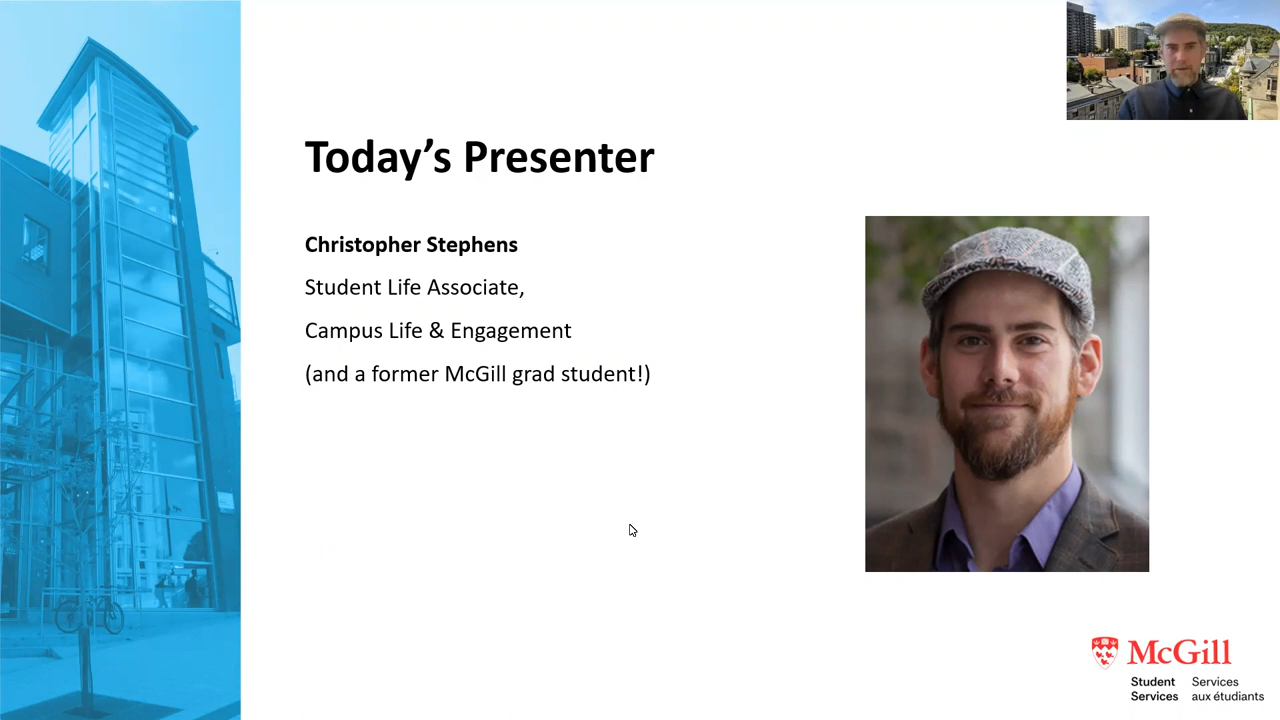 Today’s Presenter
Christopher Stephens
Student Life Associate,
Campus Life & Engagement
(and a former McGill grad student!)
McGill
Student Services
Services aux étudiants